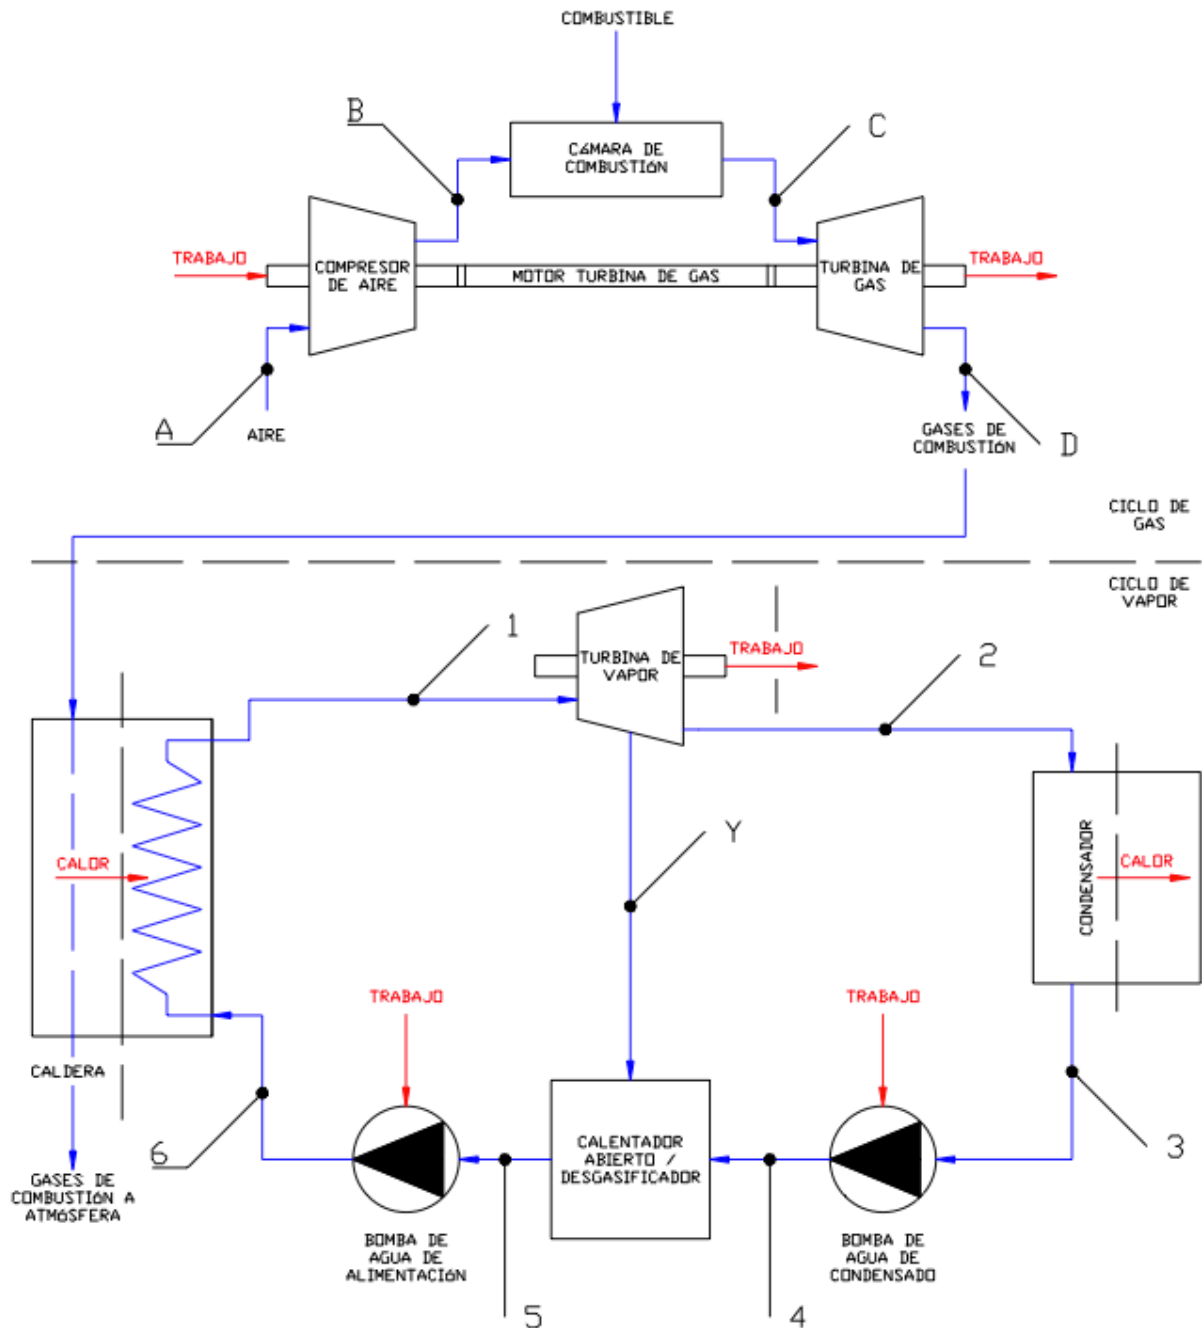 COMBUSTIBLE
B
C
CáMARA DE
COMBUSTIóN
TRABAJO
COMPRESOR
DE AIRE
MOTOR TURBINA DE GAS
TURBINA DE
GAS
TRABAJO
A
AIRE
GASES DE
COMBUSTIóN
D
CICLO DE
GAS
CICLO DE
VAPOR
1
TURBINA DE
VAPOR
TRABAJO
2
Y
CALOR
CONDENSADOR
CALOR
TRABAJO
TRABAJO
CALDERA
6
CALENTADOR
ABIERTO /
DESGASIFICADOR
3
GASES DE
COMBUSTIóN A
ATMóSFERA
BOMBA DE
AGUA DE
ALIMENTACIóN
BOMBA DE
AGUA DE
CONDENSADO
5
4